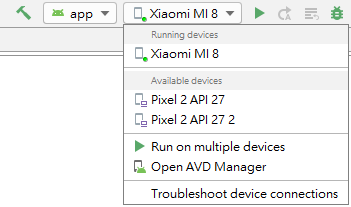 app
Xiaomi MI 8
Running devices
Xiaomi MI 8
Available devices
Pixel 2 API 27
Pixel 2 API 27 2
Run on multiple devices
Open AVD Manager
Troubleshoot device connections